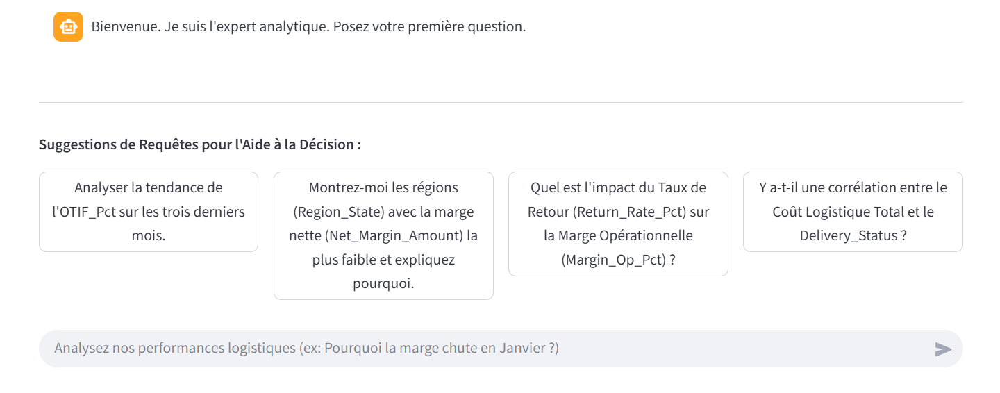 Bienvenue. Je suis l'expert analytique. Posez votre première question.
Suggestions de Requêtes pour l'Aide à la Décision :
Analyser la tendance de
l'OTIF_Pct sur les trois derniers
mois.
Montrez-moi les régions
(Region_State) avec la marge
nette (Net_Margin_Amount) la
plus faible et expliquez
pourquoi.
Quel est l'impact du Taux de
Retour (Return_Rate_Pct) sur
la Marge Opérationnelle
(Margin_Op_Pct) ?
Y a-t-il une corrélation entre le
Coût Logistique Total et le
Delivery_Status ?
Analysez nos performances logistiques (ex: Pourquoi la marge chute en Janvier ?)